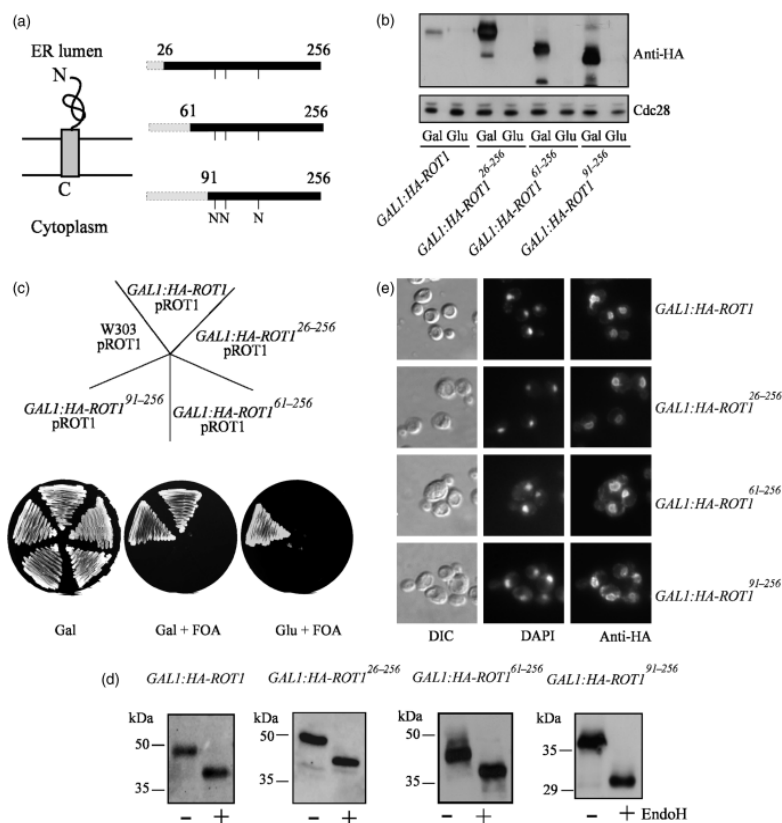 (a)
ER lumen
N
C
Cytoplasm
26 256
61 256
91 256
NN N
(b)
Anti-HA
Cdc28
Gal Glu Gal Glu Gal Glu Gal Glu
GAL1:HA-ROT1
GAL1:HA-ROT1 26–256
GAL1:HA-ROT1 61–256
GAL1:HA-ROT1 91–256
(c)
GAL1:HA-ROT1
pROT1
W303
pROT1
GAL1:HA-ROT1 26–256
pROT1
GAL1:HA-ROT1 91–256
pROT1
GAL1:HA-ROT1 61–256
pROT1
Gal
Gal + FOA
Glu + FOA
(e)
GAL1:HA-ROT1
GAL1:HA-ROT1 26–256
GAL1:HA-ROT1 61–256
GAL1:HA-ROT1 91–256
DIC
DAPI
Anti-HA
(d)
GAL1:HA-ROT1
kDa
50
35
– +
GAL1:HA-ROT1 26–256
kDa
50
35
– +
GAL1:HA-ROT1 61–256
kDa
50
35
– +
GAL1:HA-ROT1 91–256
kDa
35
29
– + EndoH